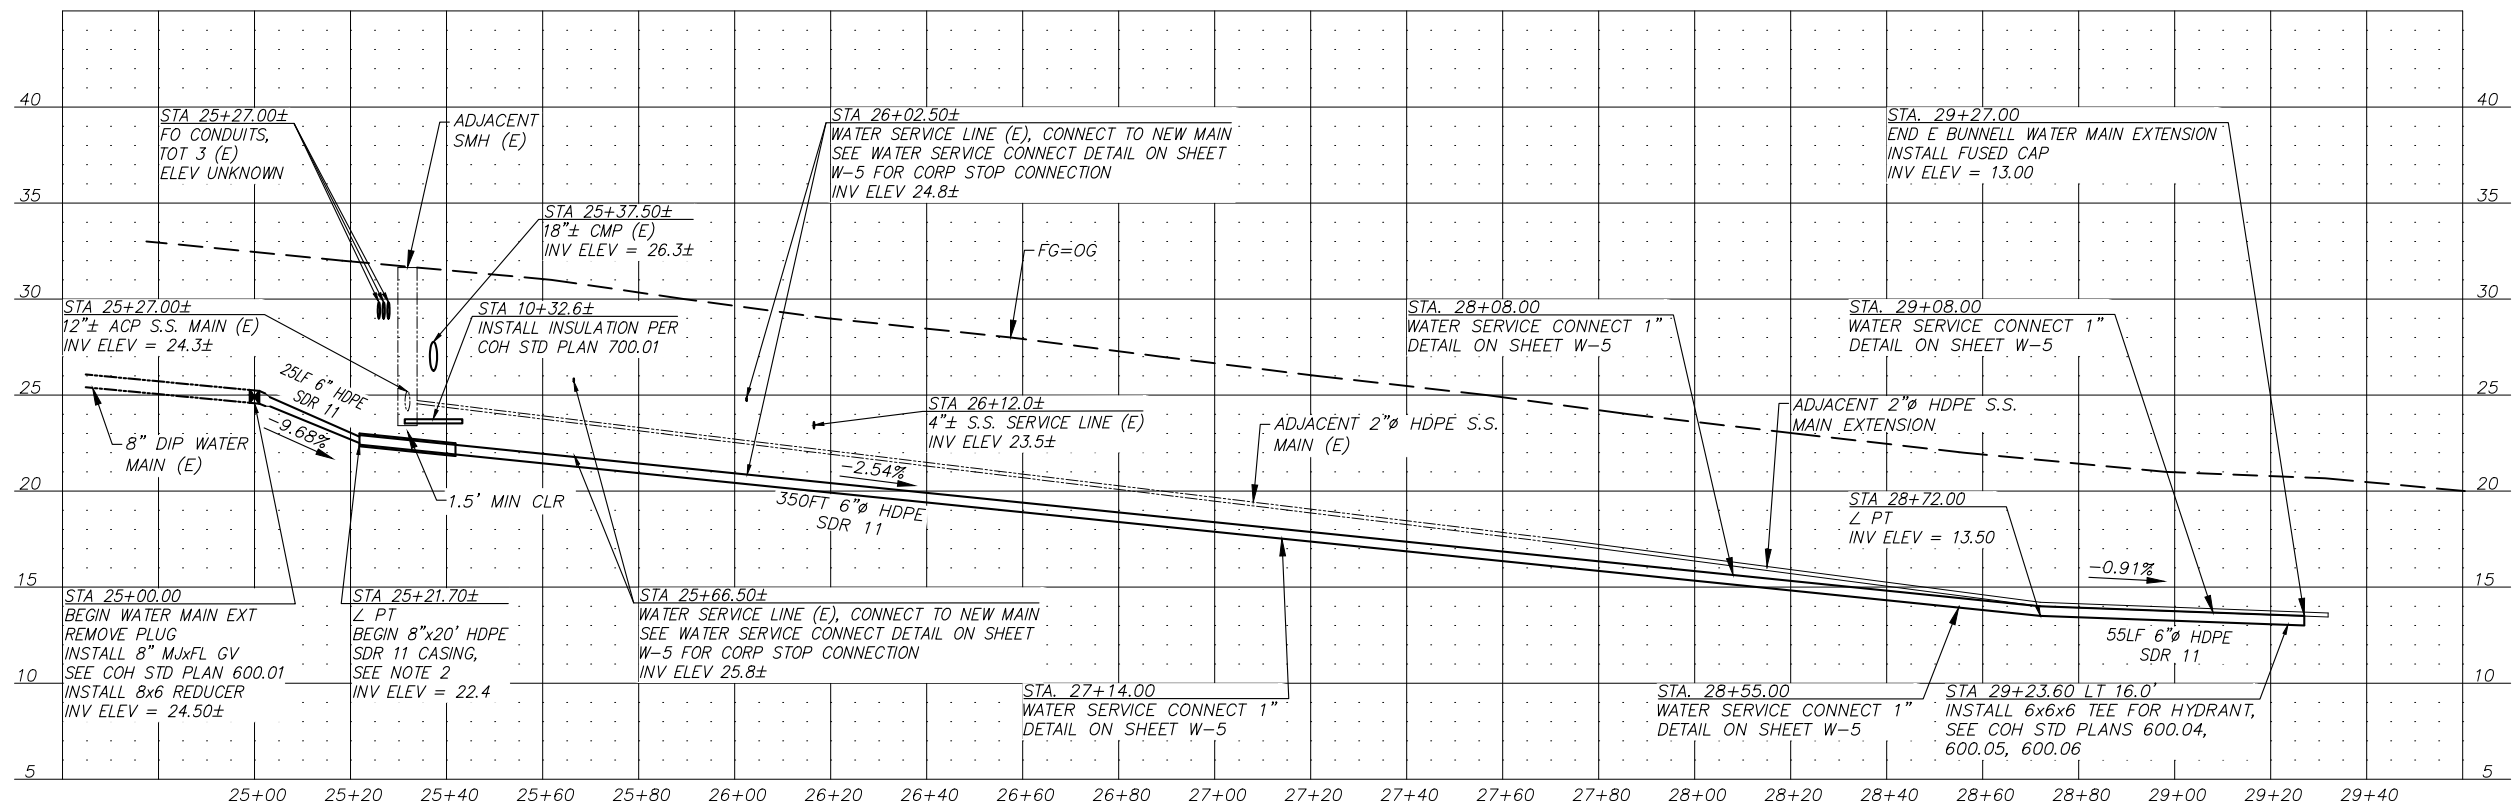 40
35
30
25
20
15
10
5
STA 25+27.00±
FO CONDUITS,
TOT 3 (E)
ELEV UNKNOWN
ADJACENT
SMH (E)
STA 26+02.50±
WATER SERVICE LINE (E), CONNECT TO NEW MAIN
SEE WATER SERVICE CONNECT DETAIL ON SHEET
W-5 FOR CORP STOP CONNECTION
INV ELEV 24.8±
STA. 29+27.00
END E BUNNELL WATER MAIN EXTENSION
INSTALL FUSED CAP
INV ELEV = 13.00
STA 25+37.50±
18"± CMP (E)
INV ELEV = 26.3±
FG=OG
STA 25+27.00±
12"± ACP S.S. MAIN (E)
INV ELEV = 24.3±
STA 10+32.6±
INSTALL INSULATION PER
COH STD PLAN 700.01
STA. 28+08.00
WATER SERVICE CONNECT 1"
DETAIL ON SHEET W-5
STA. 29+08.00
WATER SERVICE CONNECT 1"
DETAIL ON SHEET W-5
25LF 6" HDPE
SDR 11
-9.68%
8" DIP WATER
MAIN (E)
1.5' MIN CLR
STA 26+12.0±
4"± S.S. SERVICE LINE (E)
INV ELEV 23.5±
-2.54%
350FT 6"ø HDPE
SDR 11
ADJACENT 2"ø HDPE S.S.
MAIN (E)
ADJACENT 2"ø HDPE S.S.
MAIN EXTENSION
STA 28+72.00
∠ PT
INV ELEV = 13.50
-0.91%
STA 25+00.00
BEGIN WATER MAIN EXT
REMOVE PLUG
INSTALL 8" MJxFL GV
SEE COH STD PLAN 600.01
INSTALL 8x6 REDUCER
INV ELEV = 24.50±
STA 25+21.70±
∠ PT
BEGIN 8"x20' HDPE
SDR 11 CASING,
SEE NOTE 2
INV ELEV = 22.4
STA 25+66.50±
WATER SERVICE LINE (E), CONNECT TO NEW MAIN
SEE WATER SERVICE CONNECT DETAIL ON SHEET
W-5 FOR CORP STOP CONNECTION
INV ELEV 25.8±
STA. 27+14.00
WATER SERVICE CONNECT 1"
DETAIL ON SHEET W-5
STA. 28+55.00
WATER SERVICE CONNECT 1"
DETAIL ON SHEET W-5
55LF 6"ø HDPE
SDR 11
STA 29+23.60 LT 16.0'
INSTALL 6x6x6 TEE FOR HYDRANT,
SEE COH STD PLANS 600.04,
600.05, 600.06
40
35
30
25
20
15
10
5
25+00 25+20 25+40 25+60 25+80 26+00 26+20 26+40 26+60 26+80 27+00 27+20 27+40 27+60 27+80 28+00 28+20 28+40 28+60 28+80 29+00 29+20 29+40